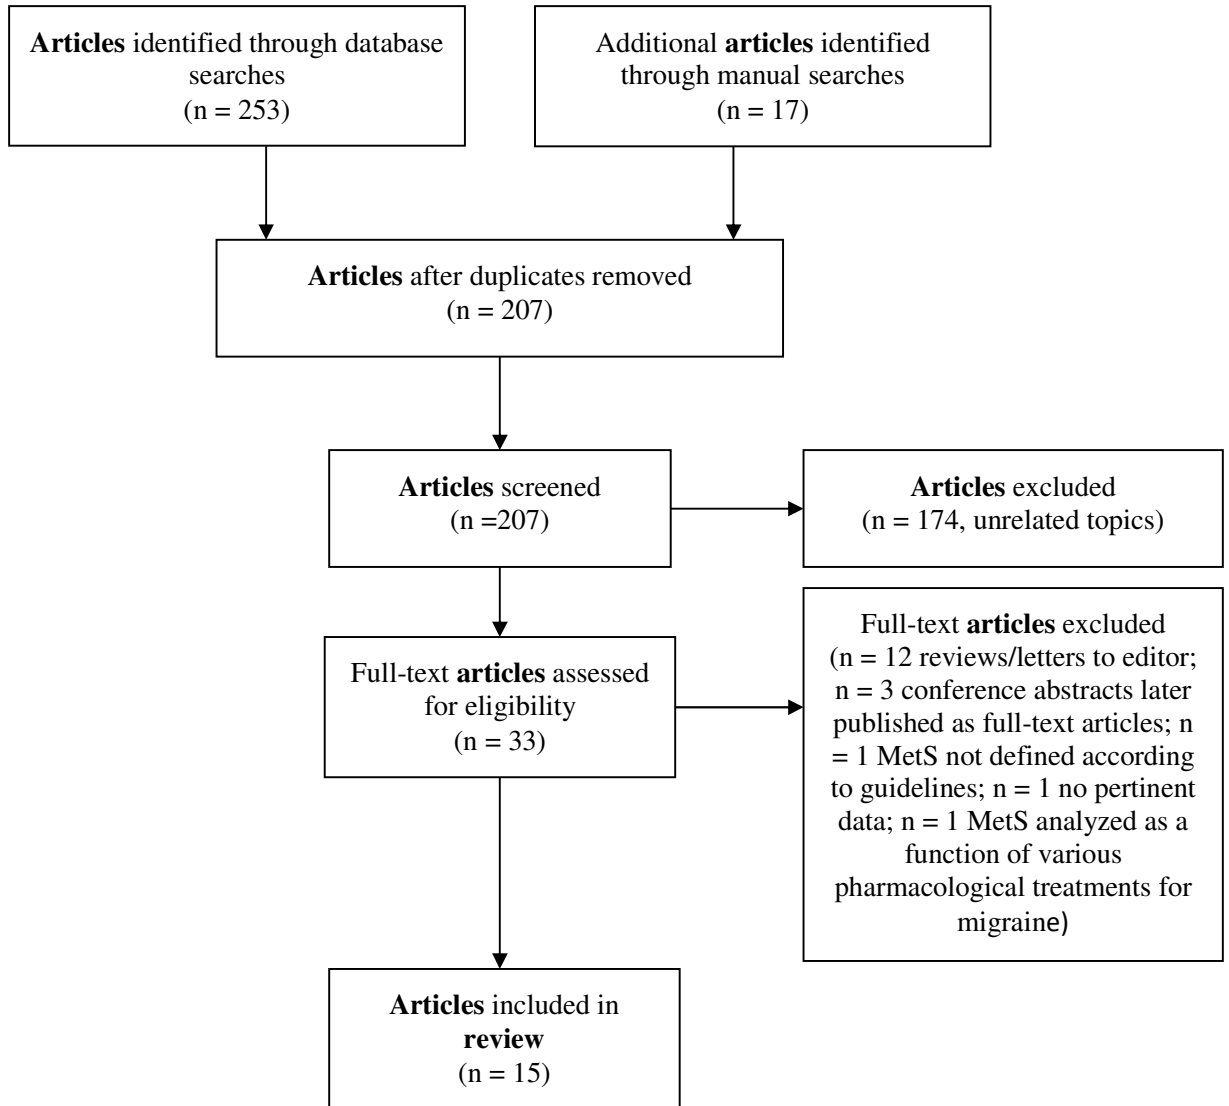 Articles identified through database
searches
(n = 253)
Additional articles identified
through manual searches
(n = 17)
Articles after duplicates removed
(n = 207)
Articles screened
(n =207)
Articles excluded
(n = 174, unrelated topics)
Full-text articles assessed
for eligibility
(n = 33)
Full-text articles excluded
(n = 12 reviews/letters to editor;
n = 3 conference abstracts later
published as full-text articles; n
= 1 MetS not defined according
to guidelines; n = 1 no pertinent
data; n = 1 MetS analyzed as a
function of various
pharmacological treatments for
migraine)
Articles included in
review
(n = 15)